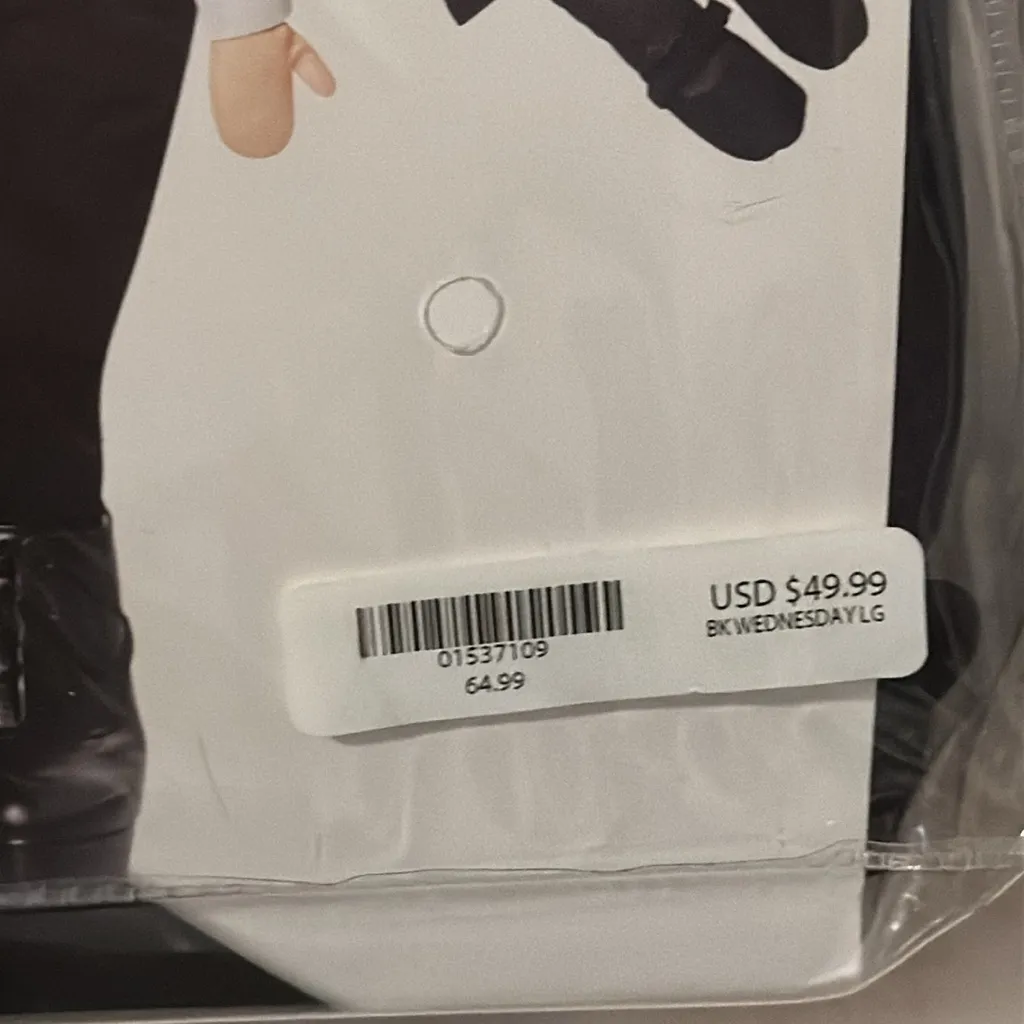 01537109
64.99
USD $49.99
BK WEDNESDAY LG